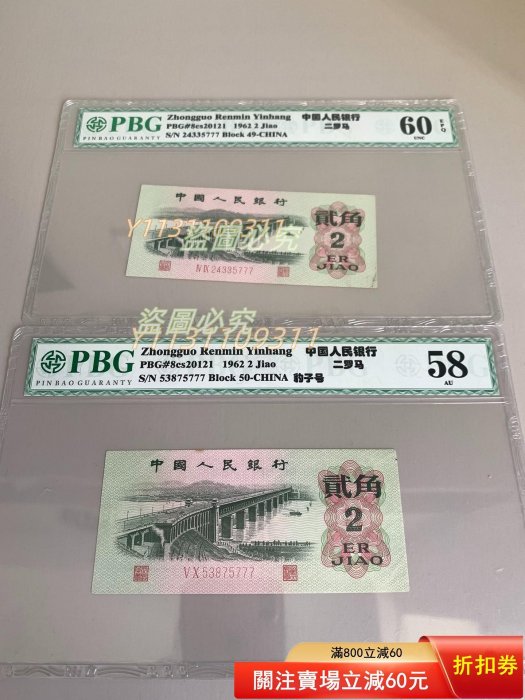 PBG
PINBAO GUARANTY
Zhongguo Renmin Yinhang 中国人民银行
PBG#8cs20121 1962 2 Jiao 二罗马
S/N 24335777 Block 49-CHINA
60 EPQ
UNC
中國人民銀行
貳角
2
ER
JIAO
IV IX 24335777
Y1131109311
盜圖必究
盜圖必究
Y1131109311
PBG
PINBAO GUARANTY
Zhongguo Renmin Yinhang 中国人民银行
PBG#8cs20121 1962 2 Jiao 二罗马
S/N 53875777 Block 50-CHINA 豹子号
58
AU
中國人民銀行
貳角
2
ER
JIAO
V X 53875777
滿800立減60
關注賣場立減60元
折扣券